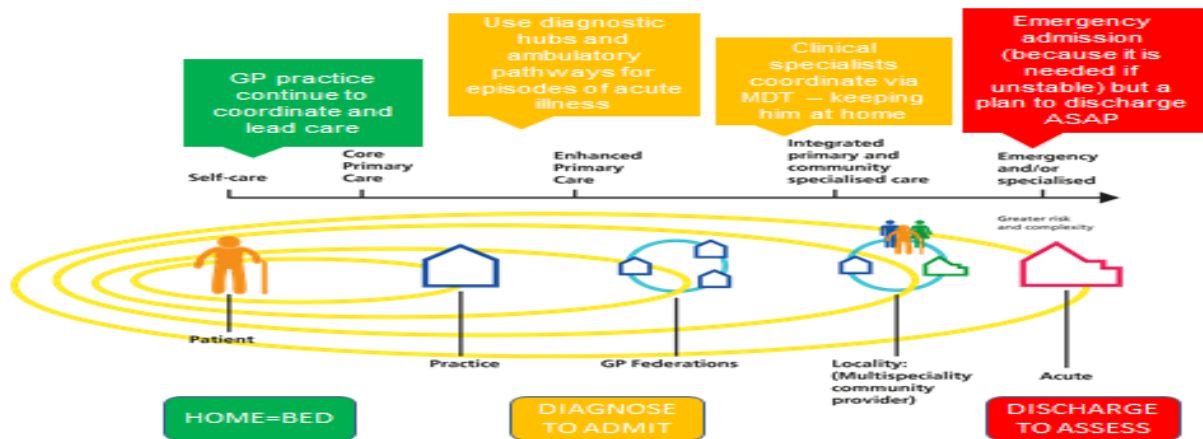 GP practice
continue to
coordinate and
lead care
Use diagnostic
hubs and
ambulatory
pathways for
episodes of acute
illness
Clinical
specialists
coordinate via
MDT – keeping
him at home
Emergency
admission
(because it is
needed if
unstable) but a
plan to discharge
ASAP
Self-care
Core
Primary
Care
Enhanced
Primary
Care
Integrated
primary and
community
specialised care
Emergency
and/or
specialised
Greater risk
and complexity
Patient
Practice
GP Federations
Locality:
(Multispeciality
community
provider)
Acute
HOME=BED
DIAGNOSE
TO ADMIT
DISCHARGE
TO ASSESS